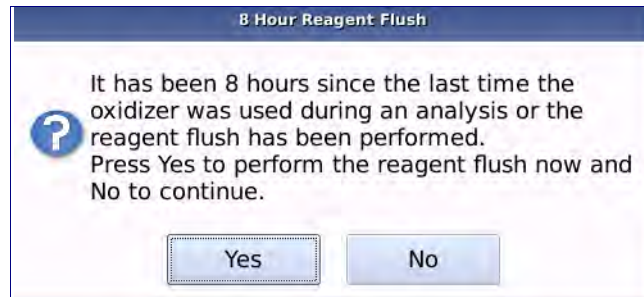 8 Hour Reagent Flush
It has been 8 hours since the last time the
oxidizer was used during an analysis or the
reagent flush has been performed.
Press Yes to perform the reagent flush now and
No to continue.
Yes
No